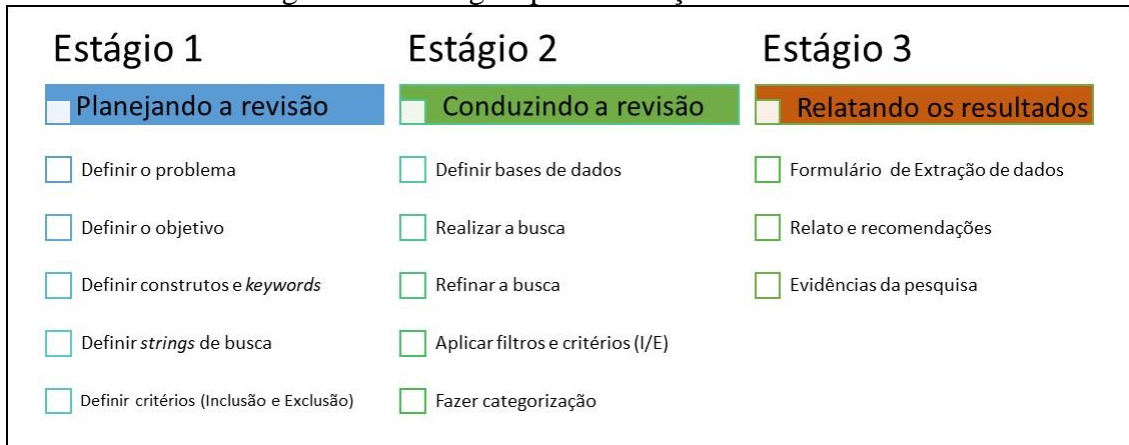 Estágio 1
Planejando a revisão
Definir o problema
Definir o objetivo
Definir construtos e keywords
Definir strings de busca
Definir critérios (Inclusão e Exclusão)
Estágio 2
Conduzindo a revisão
Definir bases de dados
Realizar a busca
Refinar a busca
Aplicar filtros e critérios (I/E)
Fazer categorização
Estágio 3
Relatando os resultados
Formulário de Extração de dados
Relato e recomendações
Evidências da pesquisa